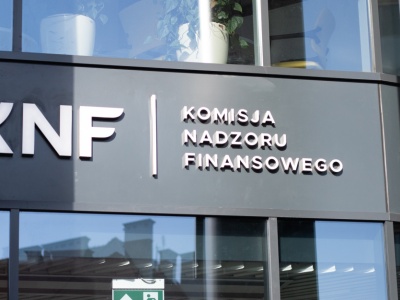 KNF
KOMISJA
NADZORU
FINANSOWEGO